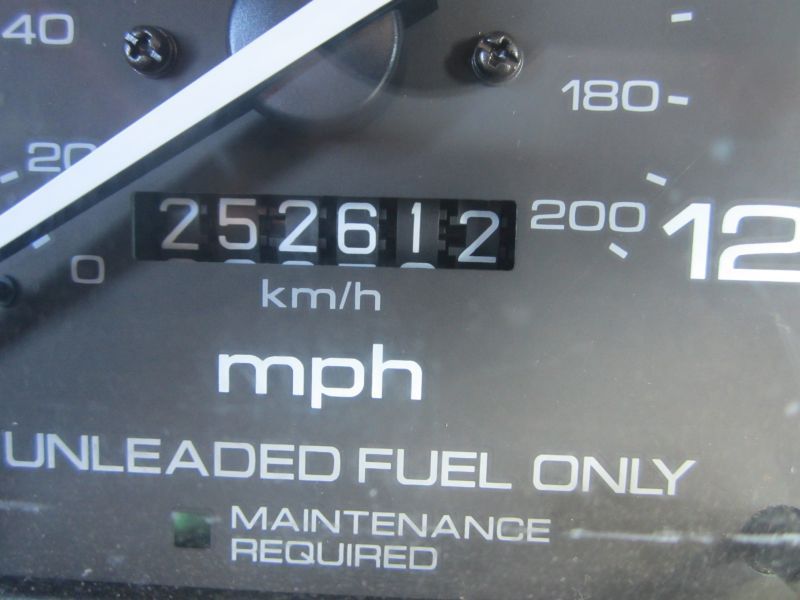 40
180
20
252612
200
12
0
km/h
mph
UNLEADED FUEL ONLY
MAINTENANCE
REQUIRED